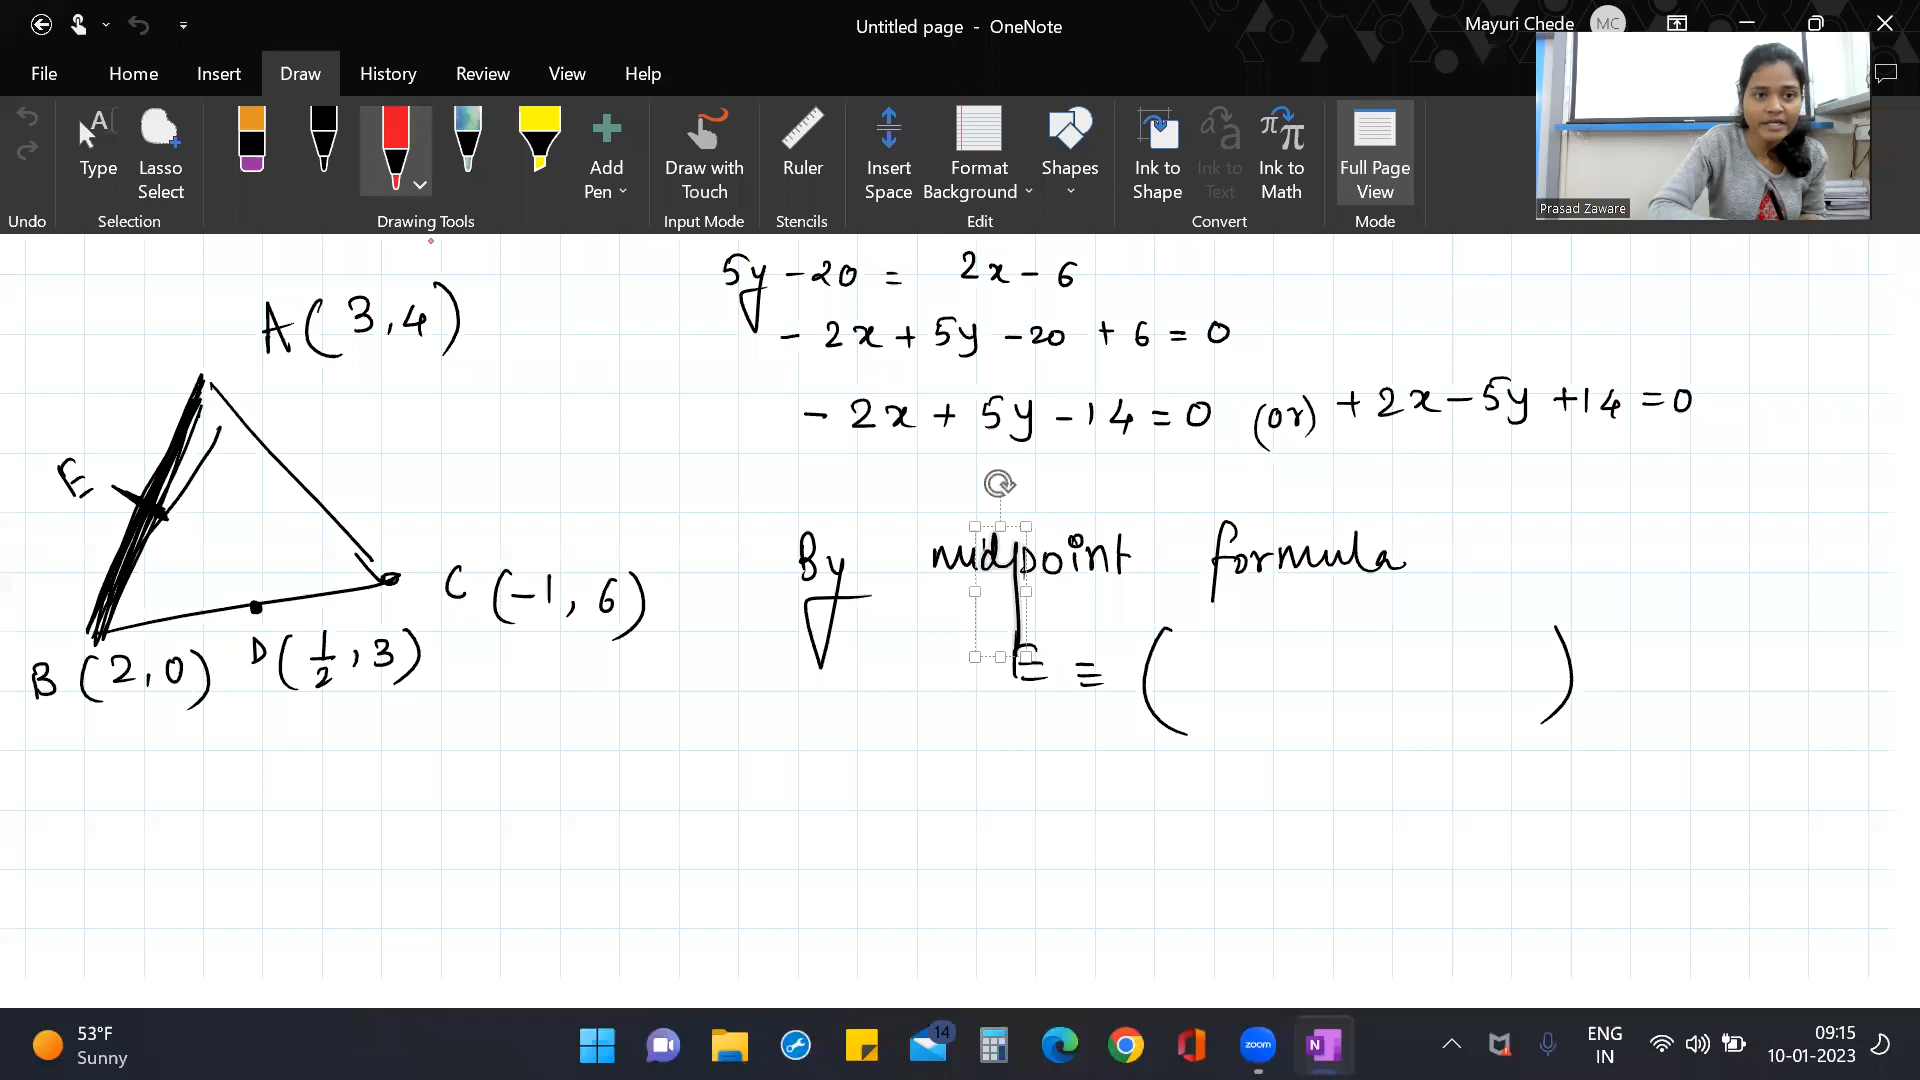 Untitled page - OneNote
Mayuri Chede
MC
File Home Insert Draw History Review View Help
Type
Lasso Select
Add Pen
Draw with Touch
Ruler
Insert Space
Format Background
Shapes
Ink to Shape
Ink to Text
Ink to Math
Full Page View
Undo Selection Drawing Tools Input Mode Stencils Edit Convert Mode
Prasad Zaware
5y - 20 = 2x - 6
- 2x + 5y - 20 + 6 = 0
- 2x + 5y - 14 = 0 (or) + 2x - 5y + 14 = 0
A(3,4)
E
C (-1, 6)
B (2,0) D(1/2, 3)
By midpoint formula
E ≡ ( )
53°F
Sunny
14
zoom
N
ENG
IN
09:15
10-01-2023